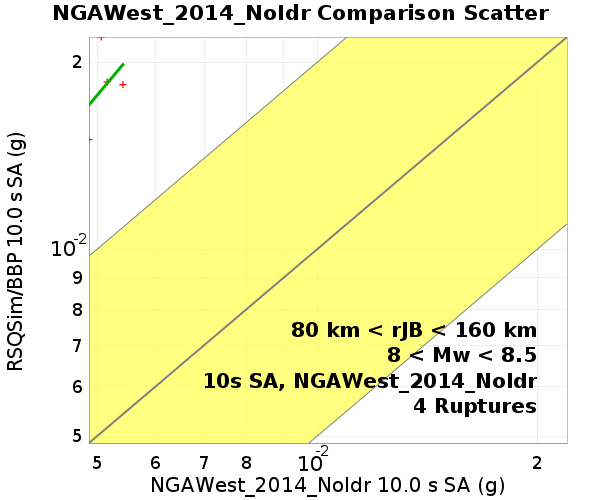 NGAWest_2014_NoIdr Comparison Scatter
RSQSim/BBP 10.0 s SA (g)
2
10-2
9
8
7
6
5
80 km < rJB < 160 km
8 < Mw < 8.5
10s SA, NGAWest_2014_NoIdr
4 Ruptures
5 6 7 8 10-2 2
NGAWest_2014_NoIdr 10.0 s SA (g)